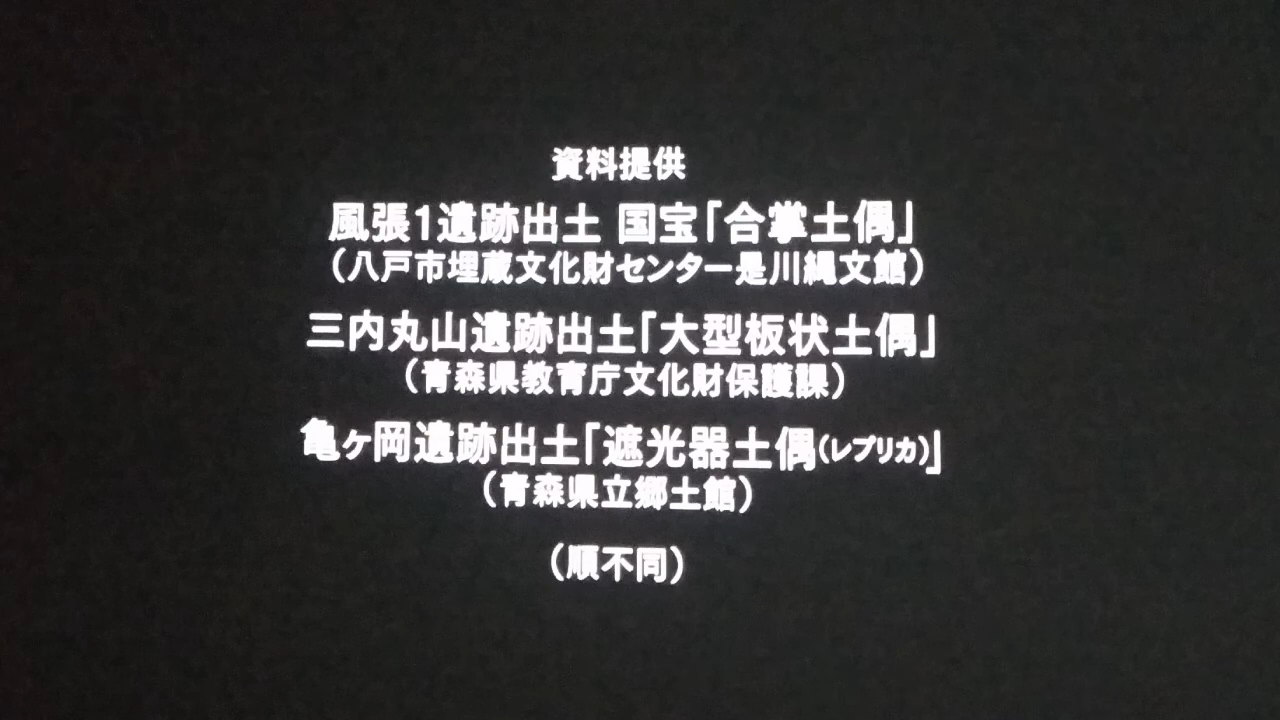 資料提供
風張1遺跡出土 国宝「合掌土偶」
(八戸市埋蔵文化財センター是川縄文館)
三内丸山遺跡出土「大型板状土偶」
(青森県教育庁文化財保護課)
亀ヶ岡遺跡出土「遮光器土偶(レプリカ)」
(青森県立郷土館)
(順不同)